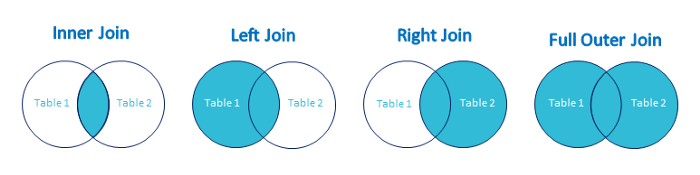 Inner Join
Left Join
Right Join
Full Outer Join
Table 1
Table 2
Table 1
Table 2
Table 1
Table 2
Table 1
Table 2